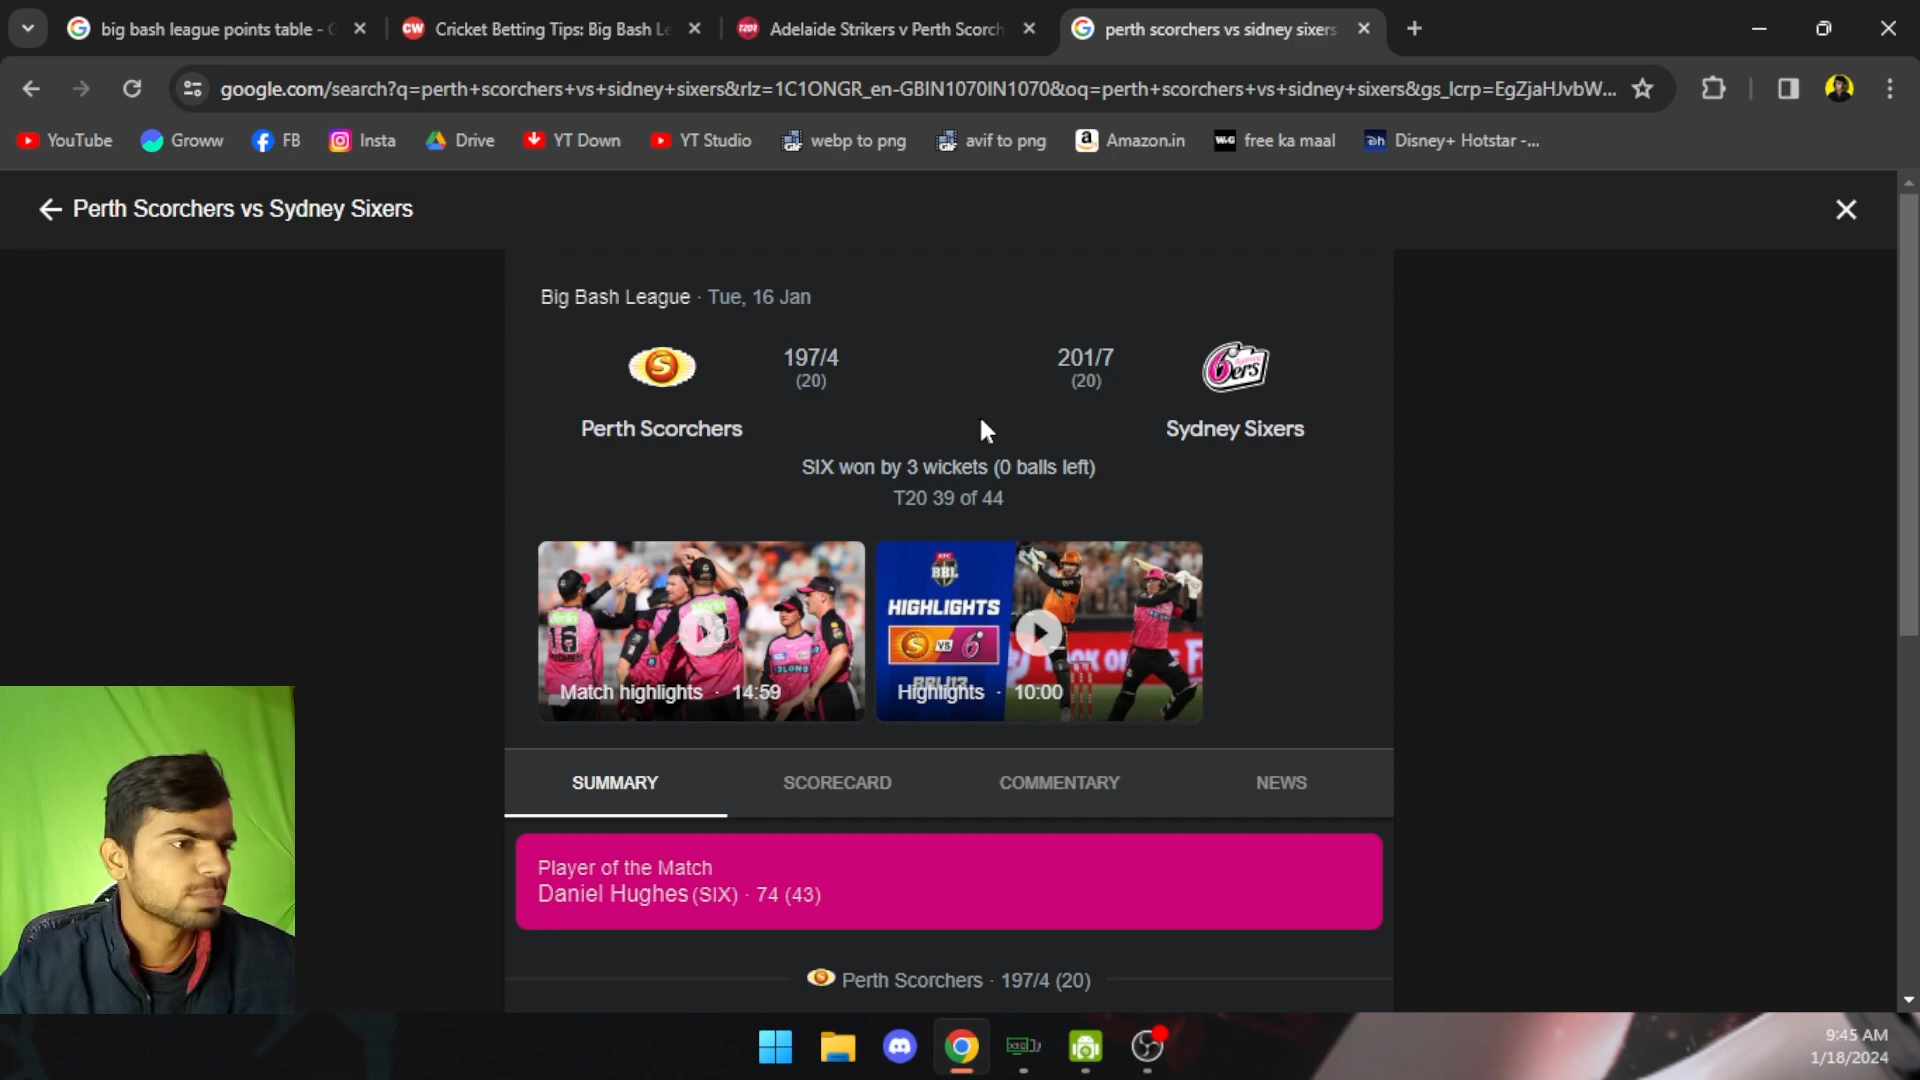 big bash league points table -
Cricket Betting Tips: Big Bash Le
Adelaide Strikers v Perth Scorch
perth scorchers vs sidney sixers
google.com/search?q=perth+scorchers+vs+sidney+sixers&rlz=1C1ONGR_en-GBIN1070IN1070&oq=perth+scorchers+vs+sidney+sixers&gs_lcrp=EgZjaHJvbW...
YouTube
Groww
FB
Insta
Drive
YT Down
YT Studio
webp to png
avif to png
Amazon.in
free ka maal
Disney+ Hotstar -...
Perth Scorchers vs Sydney Sixers
Big Bash League · Tue, 16 Jan
197/4
(20)
201/7
(20)
Perth Scorchers
Sydney Sixers
SIX won by 3 wickets (0 balls left)
T20 39 of 44
16
Match highlights · 14:59
BBL
HIGHLIGHTS
VS
Highlights · 10:00
SUMMARY
SCORECARD
COMMENTARY
NEWS
Player of the Match
Daniel Hughes (SIX) · 74 (43)
Perth Scorchers · 197/4 (20)
9:45 AM
1/18/2024